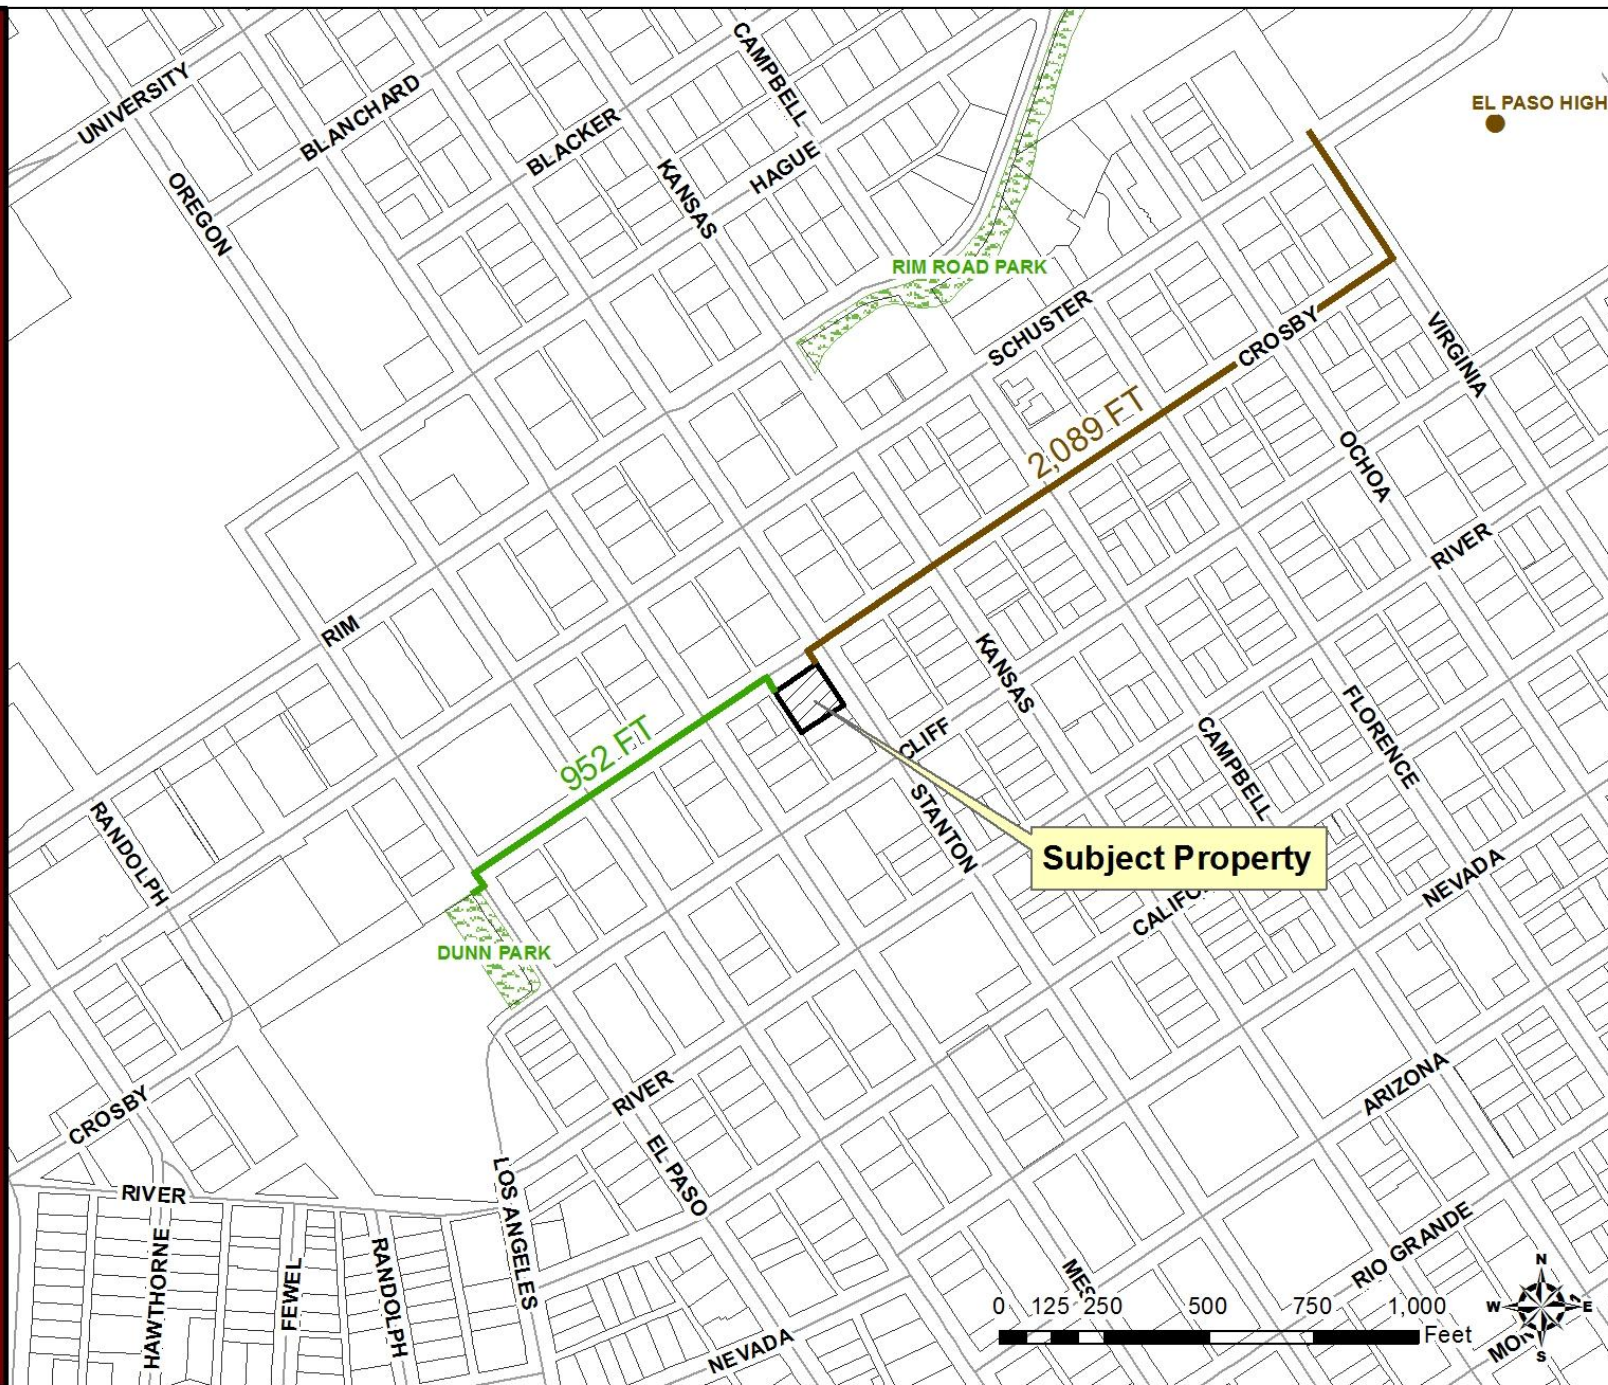 CAMPBELL
UNIVERSITY
BLANCHARD
EL PASO HIGH
BLACKER
HAGUE
KANSAS
OREGON
RIM ROAD PARK
SCHUSTER
CROSBY
VIRGINIA
2,089 FT
OCHOA
RIVER
RIM
KANSAS
FLORENCE
CAMPBELL
CLIFF
952 FT
STANTON
RANDOLPH
Subject Property
NEVADA
DUNN PARK
ARIZONA
RIVER
CROSBY
EL PASO
LOS ANGELES
RIVER
HAWTHORNE
FEWEL
RANDOLPH
RIO GRANDE
NEVADA
0 125 250 500 750 1,000
Feet
N
W E
S